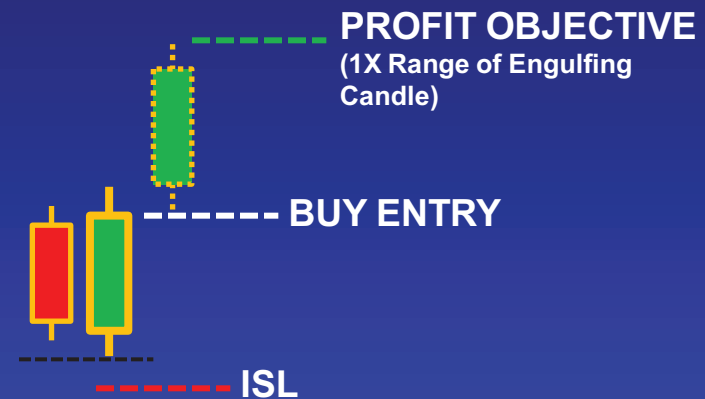 PROFIT OBJECTIVE
(1X Range of Engulfing
Candle)
BUY ENTRY
ISL